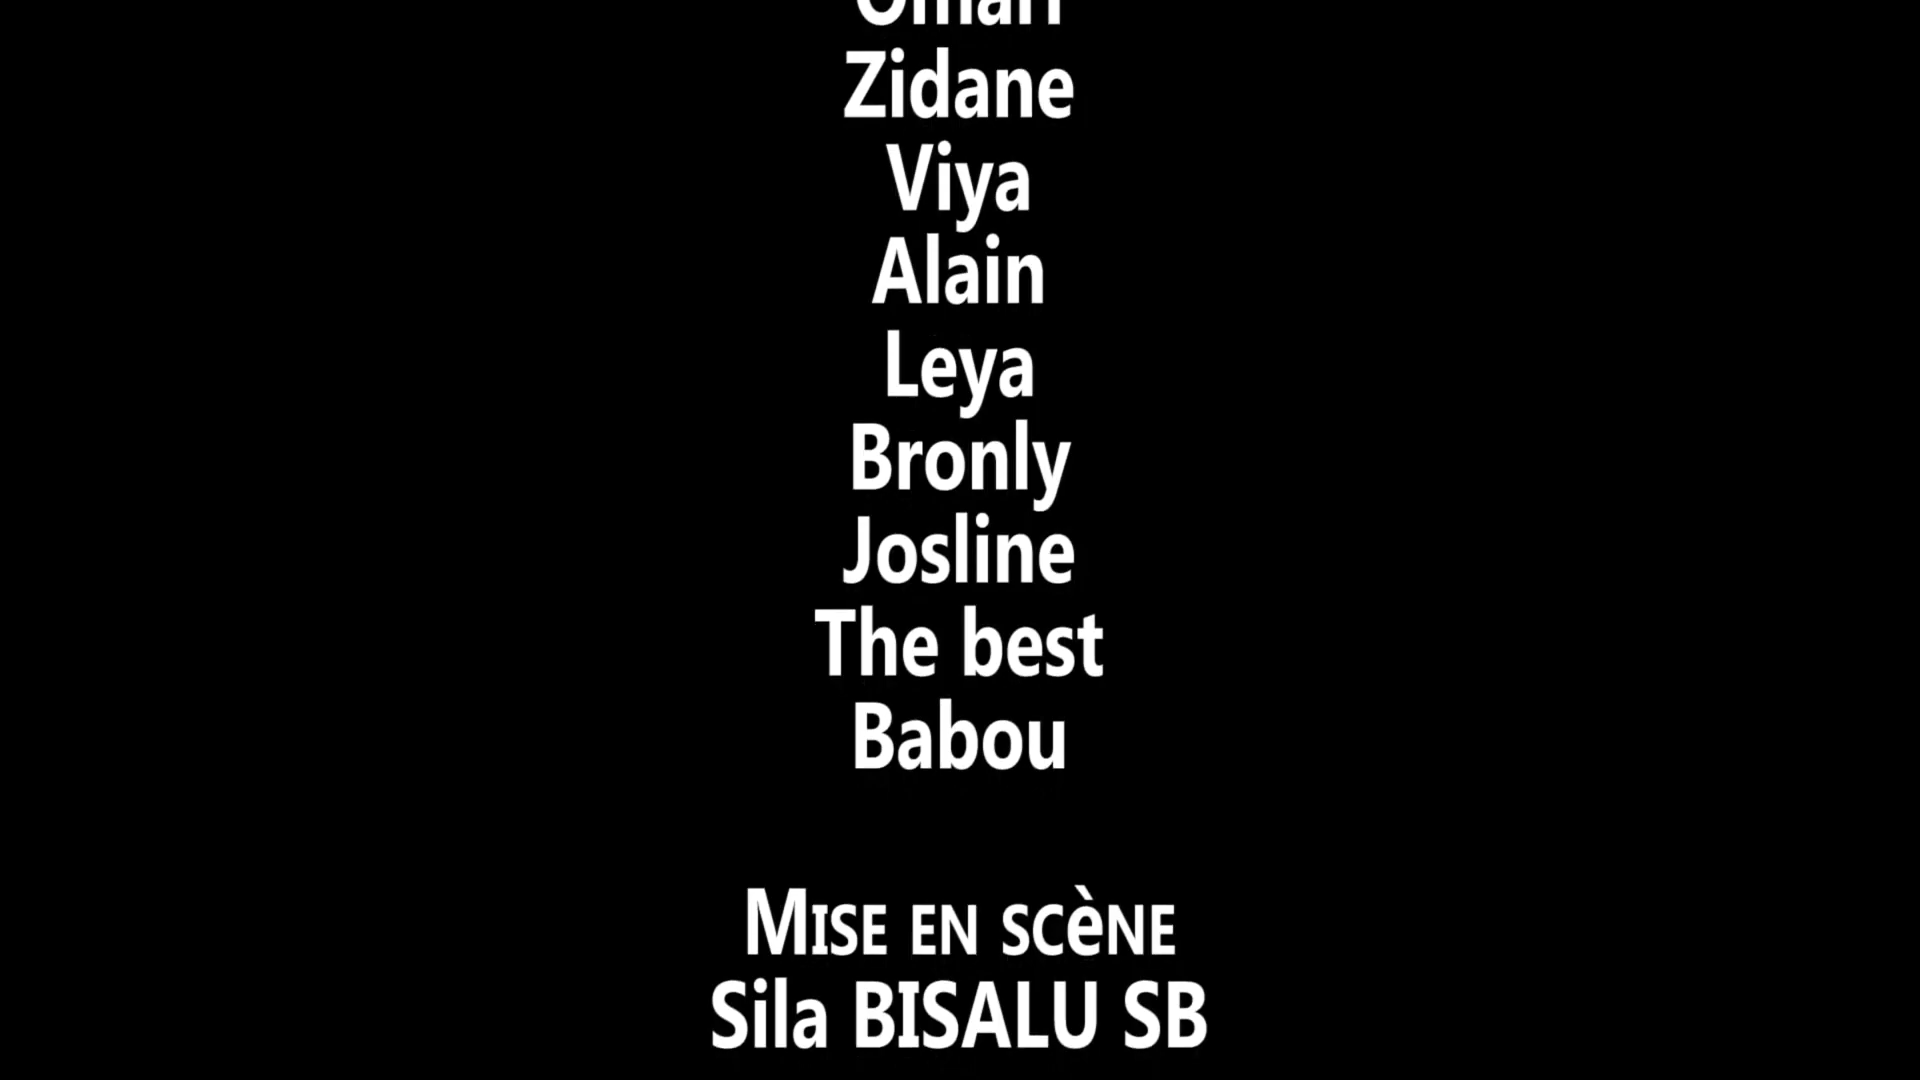 Zidane
Viya
Alain
Leya
Bronly
Josline
The best
Babou
MISE EN SCèNE
Sila BISALU SB